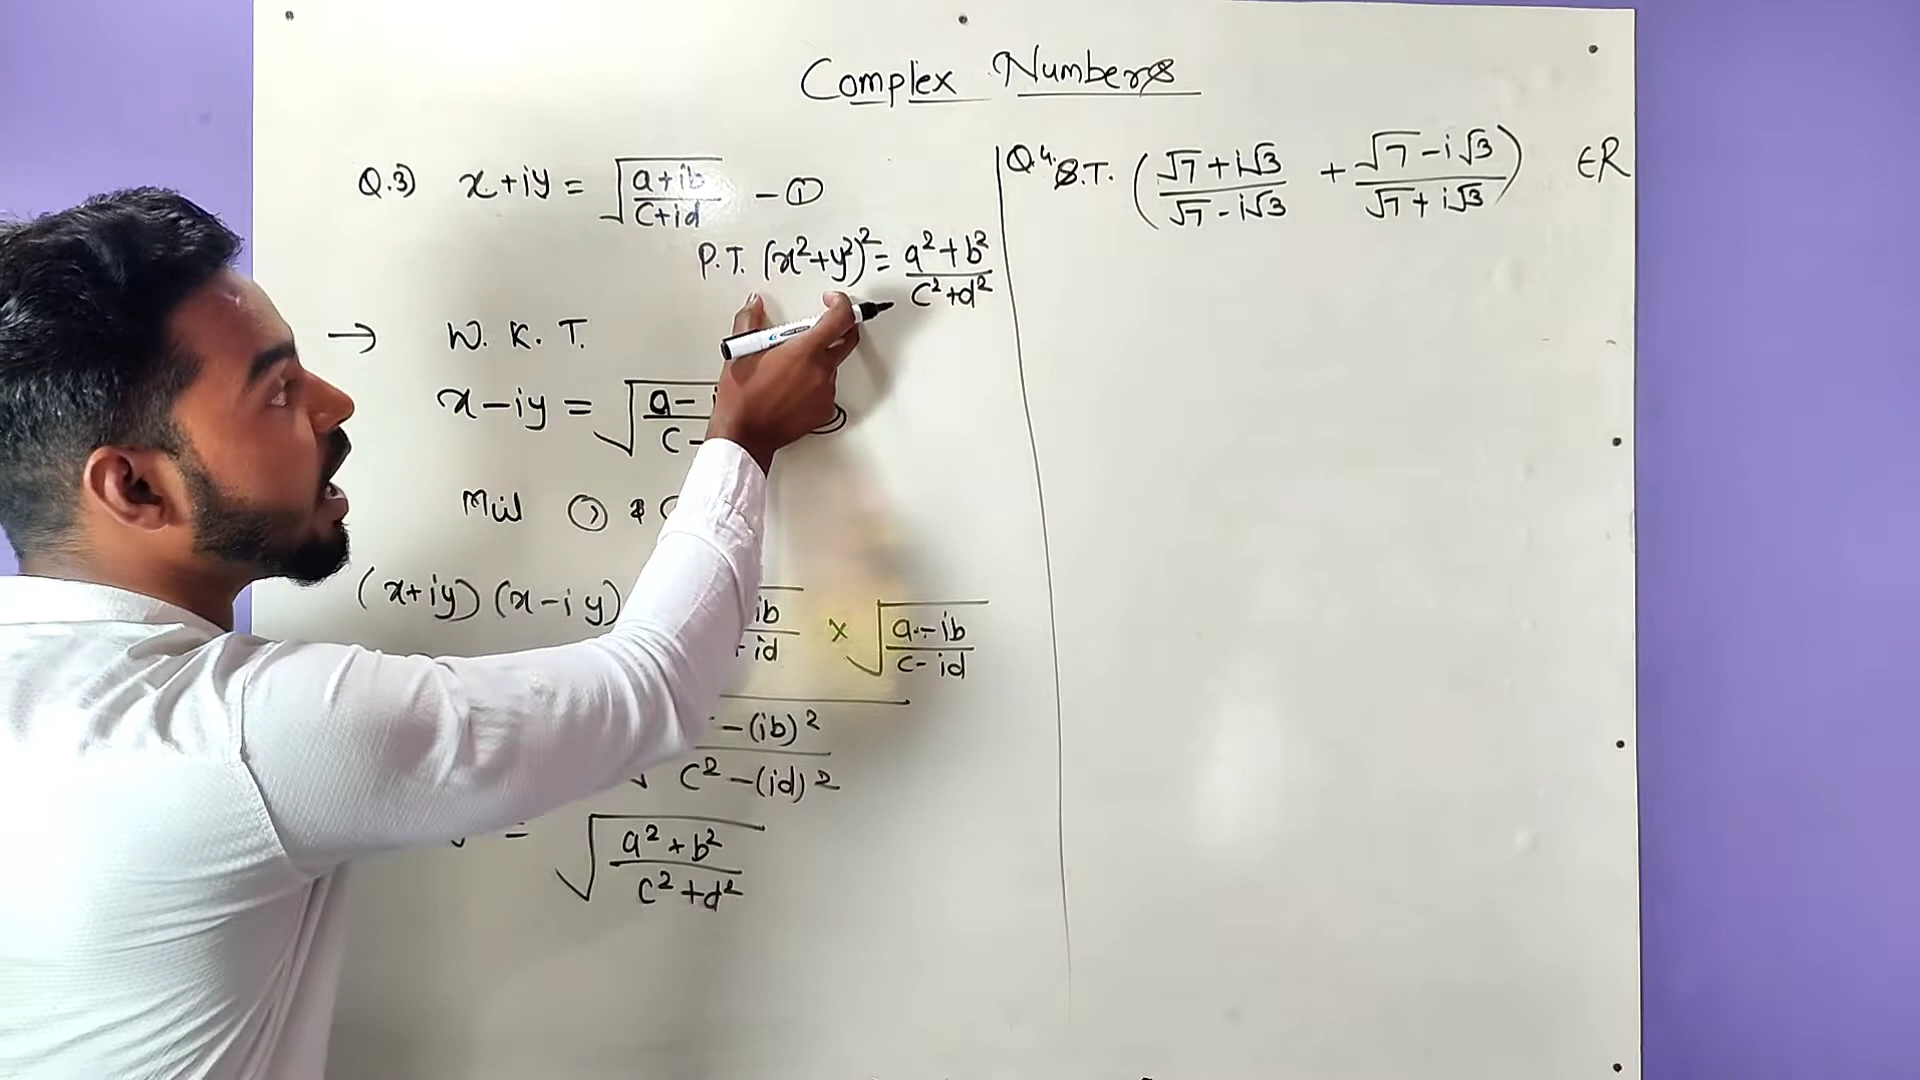 Complex Numbers
Q.3) x+iy = √(a+ib / c+id) - ①
P.T. (x²+y²)² = a²+b² / c²+d²
→ W. K. T.
x-iy = √(a- / c-
Mul ①
(x+iy)(x-iy) ib / id × √(a-ib / c-id)
-(ib)² / c²-(id)²
= √(a²+b² / c²+d²)
Q.4. S.T. (√7+i√3 / √7-i√3 + √7-i√3 / √7+i√3) ∈R